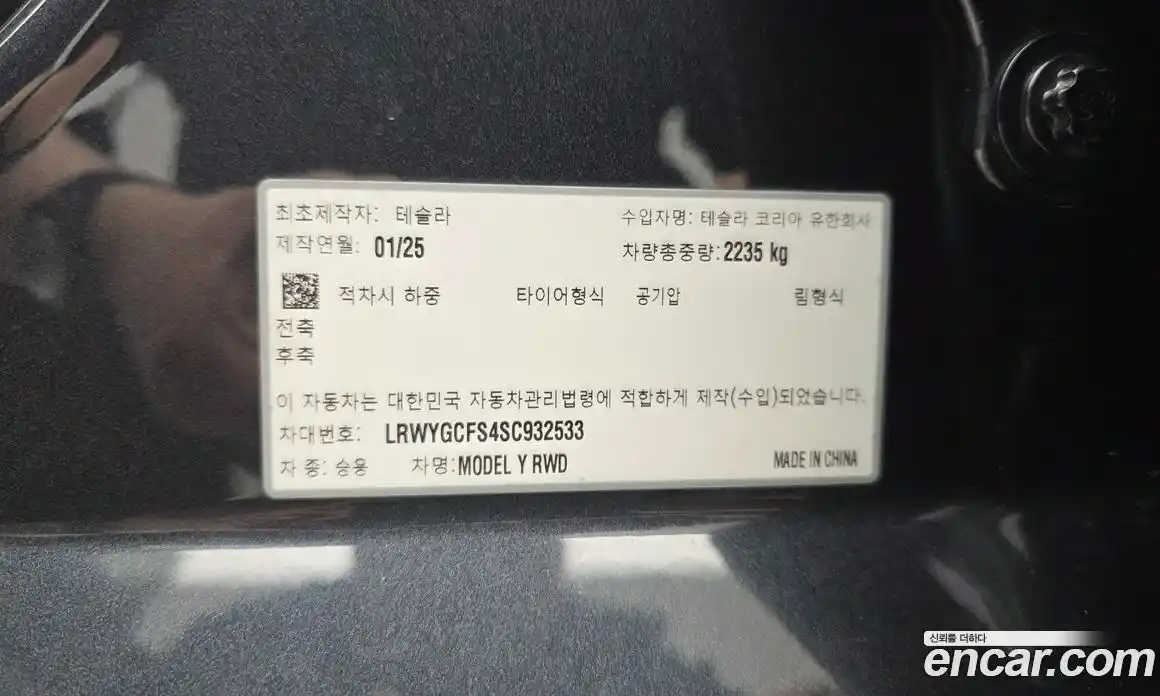 최초제작자: 테슬라 수입자명: 테슬라 코리아 유한회사
제작연월: 01/25 차량총중량: 2235 kg
적차시 하중 타이어형식 공기압 림형식
전축
후축
이 자동차는 대한민국 자동차관리법령에 적합하게 제작(수입)되었습니다.
차대번호: LRWYGCFS4SC932533
차 종: 승용 차명: MODEL Y RWD MADE IN CHINA
신뢰를 더하다
encar.com